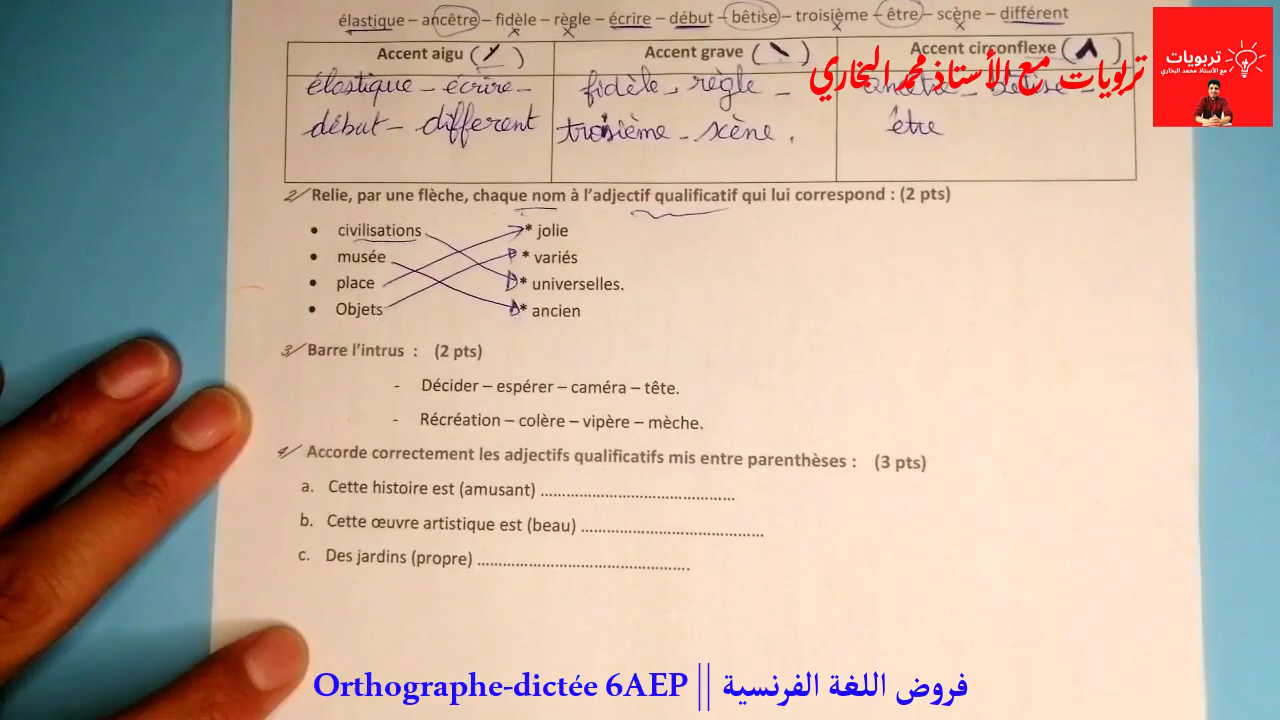 élastique – ancêtre – fidèle – règle – écrire – début – bêtise – troisième – être – scène – différent
Accent aigu ( / ) Accent grave ( \ ) Accent circonflexe ( ʌ )
élastique - écrire - fidèle - règle -
début - différent troisième - scène. être
تربويات مع الأستاذ محمد البخاري
تربويات
مع الأستاذ محمد البخاري
2/ Relie, par une flèche, chaque nom à l'adjectif qualificatif qui lui correspond : (2 pts)
• civilisations * jolie
• musée * variés
• place * universelles.
• Objets * ancien
3/ Barre l'intrus : (2 pts)
- Décider – espérer – caméra – tête.
- Récréation – colère – vipère – mèche.
4/ Accorde correctement les adjectifs qualificatifs mis entre parenthèses : (3 pts)
a. Cette histoire est (amusant) ................................................
b. Cette œuvre artistique est (beau) .............................................
c. Des jardins (propre) .....................................................
Orthographe-dictée 6AEP || فروض اللغة الفرنسية